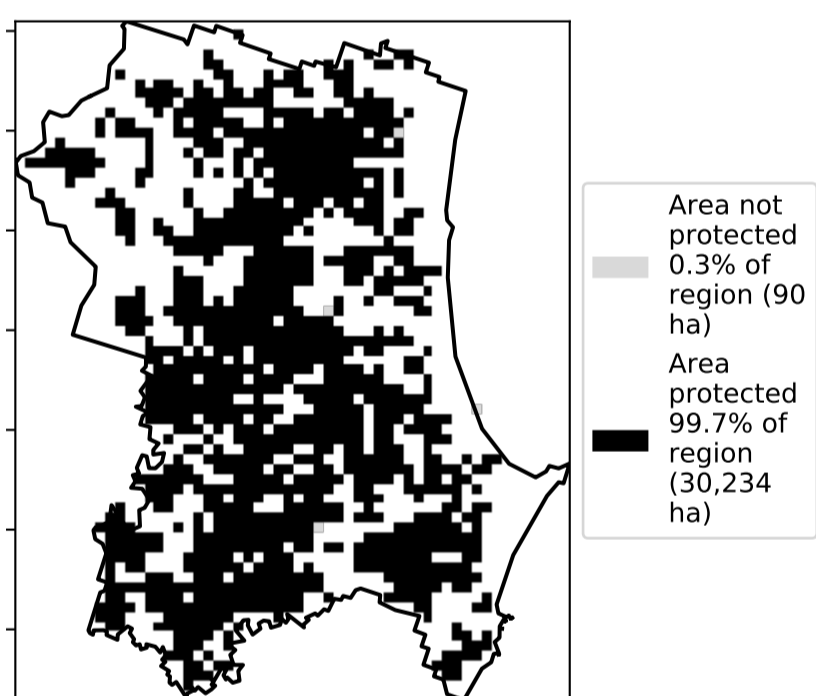 Area not
protected
0.3% of
region (90
ha)
Area
protected
99.7% of
region
(30,234
ha)